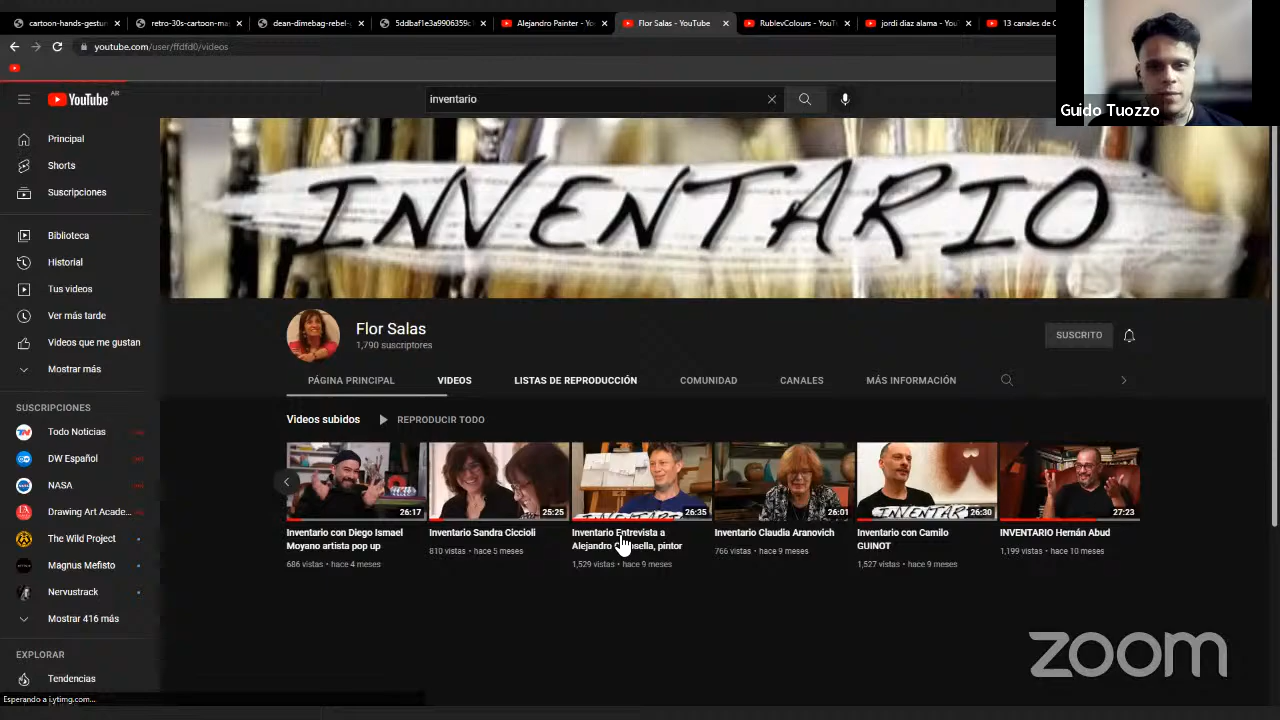 cartoon-hands-gestur
retro-30s-cartoon-ma
dean-dimebag-rebel-
5ddbaf1e3a9906359c
Alejandro Painter - Yo
Flor Salas - YouTube
RublevColours - YouT
jordi diaz alama - You
13 canales de
youtube.com/user/ffdfd0/videos
YouTube AR
inventario
Guido Tuozzo
Principal
Shorts
Suscripciones
Biblioteca
Historial
Tus videos
Ver más tarde
Videos que me gustan
Mostrar más
SUSCRIPCIONES
Todo Noticias
DW Español
NASA
Drawing Art Acade...
The Wild Project
Magnus Mefisto
Nervustrack
Mostrar 416 más
EXPLORAR
Tendencias
Esperando a i.ytimg.com...
INVENTARIO
Flor Salas
1,790 suscriptores
SUSCRITO
PÁGINA PRINCIPAL
VIDEOS
LISTAS DE REPRODUCCIÓN
COMUNIDAD
CANALES
MÁS INFORMACIÓN
Videos subidos
REPRODUCIR TODO
26:17
Inventario con Diego Ismael
Moyano artista pop up
686 vistas • hace 4 meses
25:25
Inventario Sandra Ciccioli
810 vistas • hace 5 meses
26:35
Inventario Entrevista a
Alejandro pintor
1,529 vistas • hace 9 meses
26:01
Inventario Claudia Aranovich
766 vistas • hace 9 meses
26:30
Inventario con Camilo
GUINOT
1,527 vistas • hace 9 meses
27:23
INVENTARIO Hernán Abud
1,199 vistas • hace 10 meses
zoom